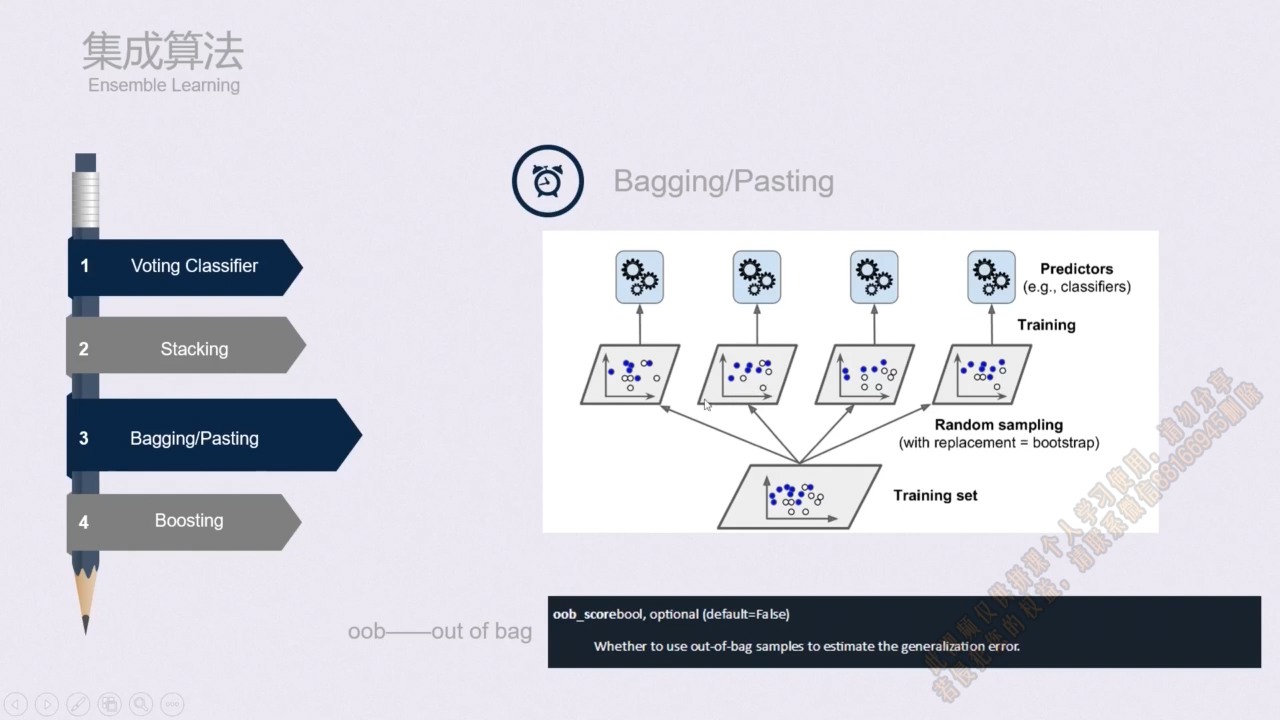 集成算法
Ensemble Learning
1 Voting Classifier
2 Stacking
3 Bagging/Pasting
4 Boosting
Bagging/Pasting
Predictors
(e.g., classifiers)
Training
Random sampling
(with replacement = bootstrap)
Training set
oob——out of bag
oob_scorebool, optional (default=False)
Whether to use out-of-bag samples to estimate the generalization error.
此视频仅供拼课个人学习使用，请勿分享
若侵犯您的权益，请联系微信88166945删除